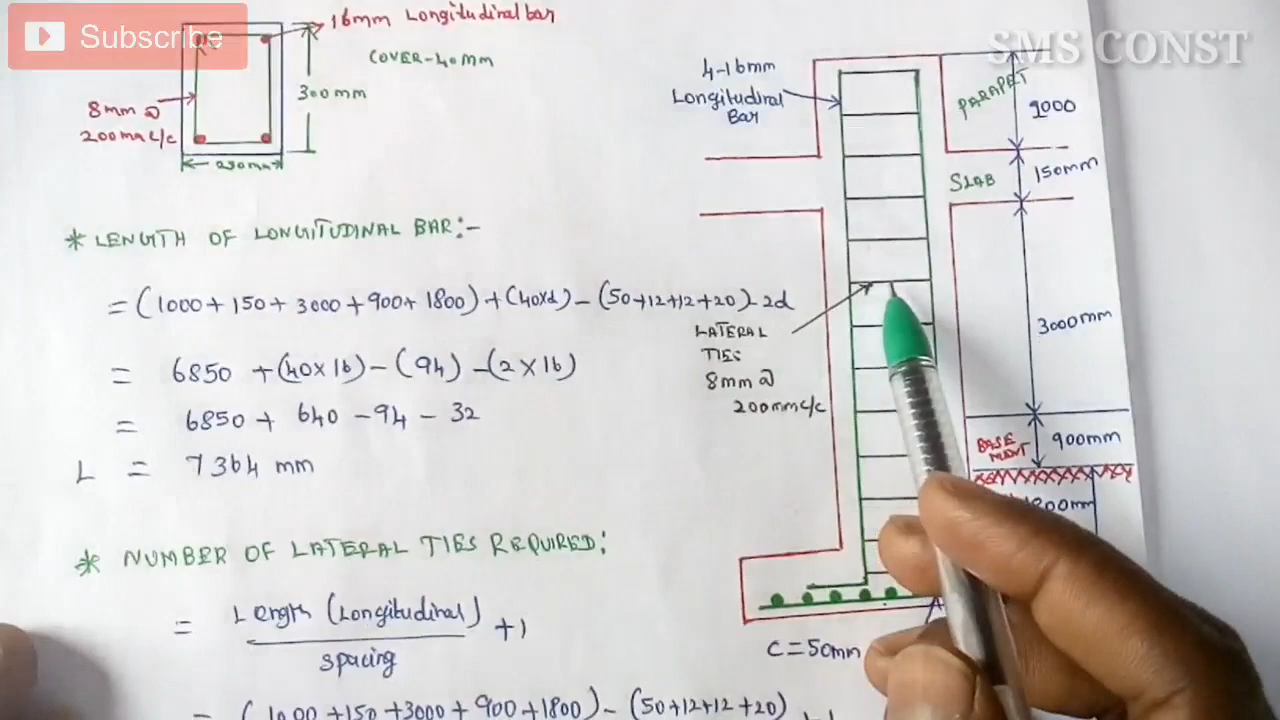 Subscribe
SMS CONST
16mm Longitudinal bar
COVER-40mm
300mm
8mm @
200mm c/c
230mm
4-16mm
Longitudinal
Bar
PARAPET
1000
SLAB
150mm
* LENGTH OF LONGITUDINAL BAR:-
= (1000+150+3000+900+1800)+(40xd)-(50+12+12+20)-2d
= 6850 +(40×16)-(94)-(2×16)
= 6850 + 640 -94 - 32
L = 7364 mm
LATERAL
TIES
8mm @
200mm c/c
3000mm
BASE
MENT
900mm
1800mm
* NUMBER OF LATERAL TIES REQUIRED:
= Length (Longitudinal)
+1
spacing
C=50mm
= (1000+150+3000+900+1800)-(50+12+12+20)